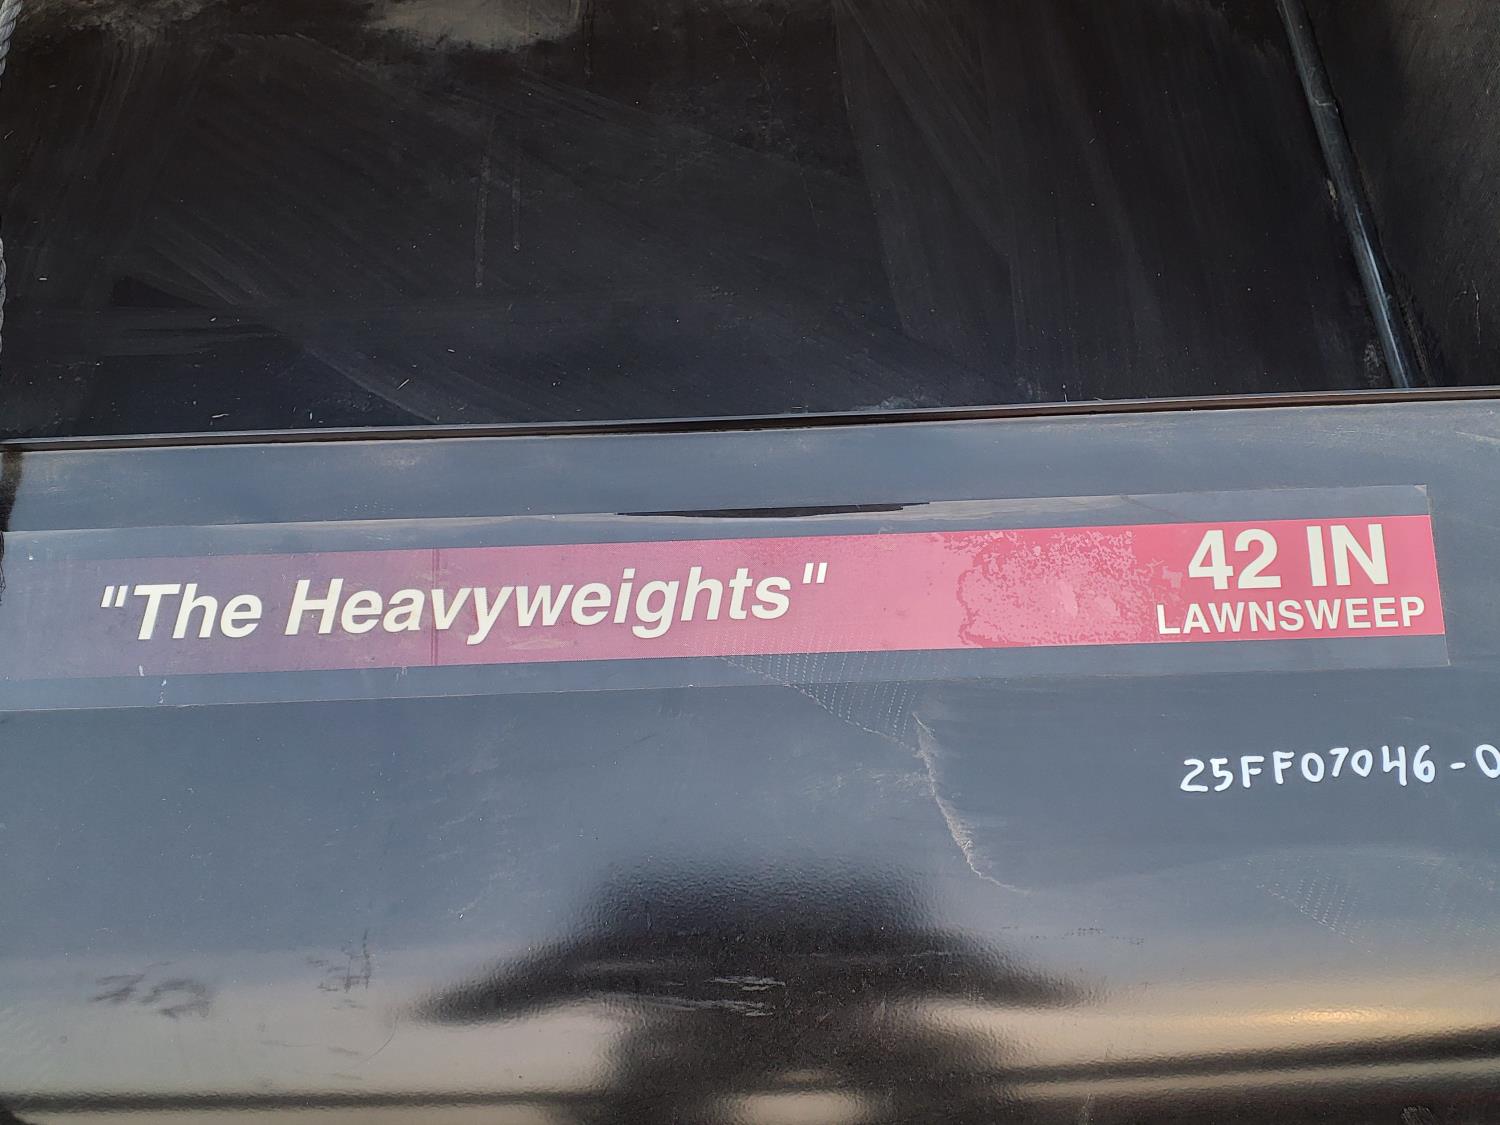 "The Heavyweights"
42 IN
LAWNSWEEP
25FF07046-0